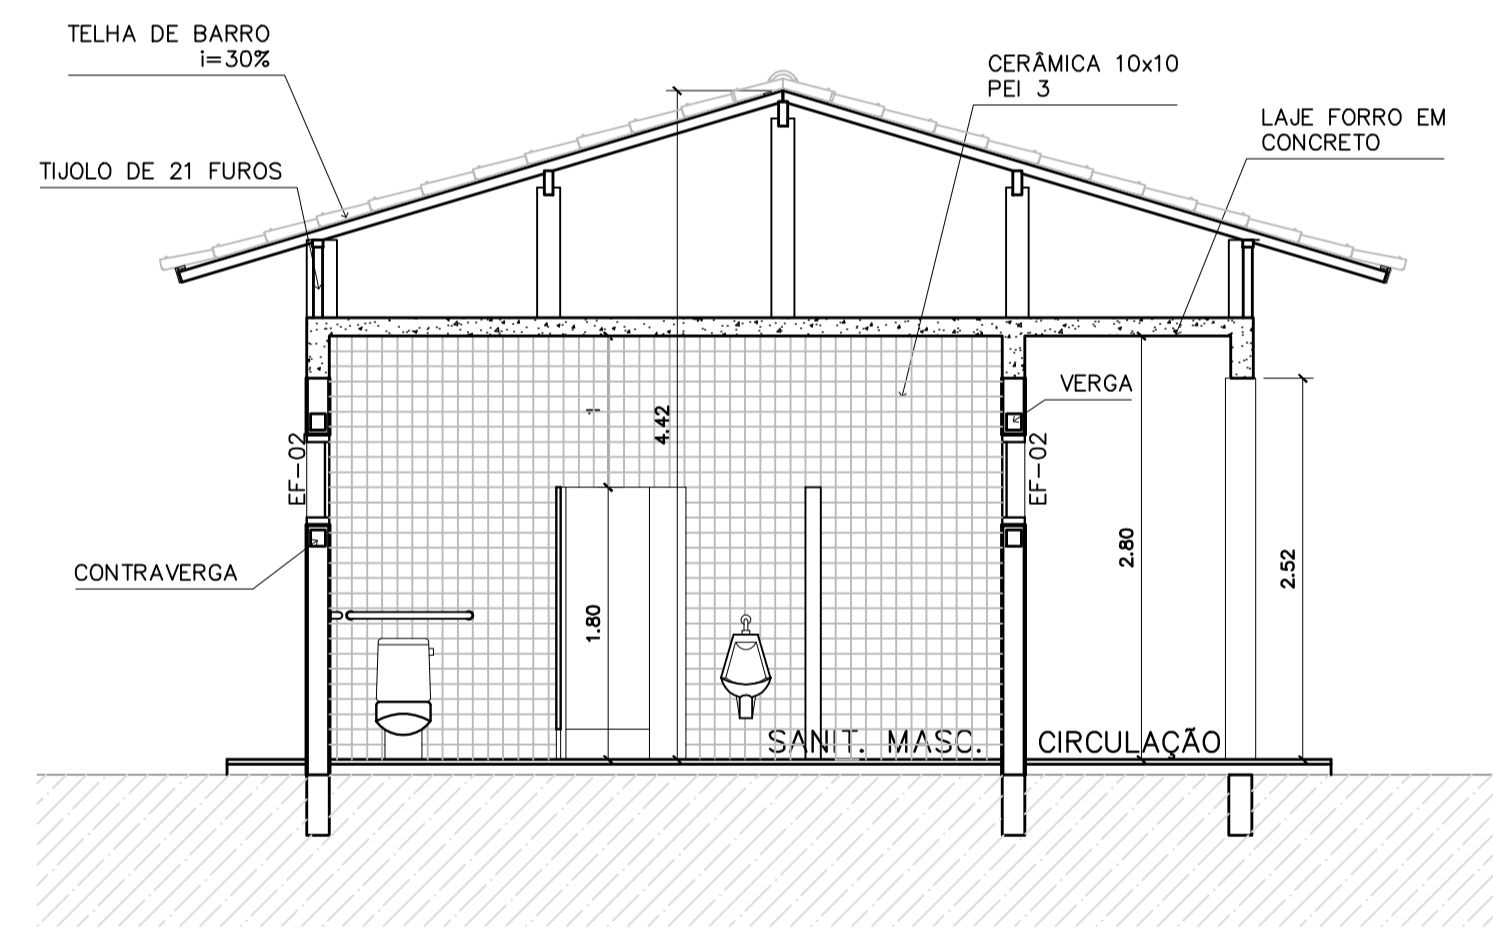 TELHA DE BARRO
i=30%
CERÂMICA 10x10
PEI 3
LAJE FORRO EM
CONCRETO
TIJOLO DE 21 FUROS
VERGA
4.42
EF-02
EF-02
CONTRAVERGA
2.80
2.52
1.80
SANIT. MASC.
CIRCULAÇÃO